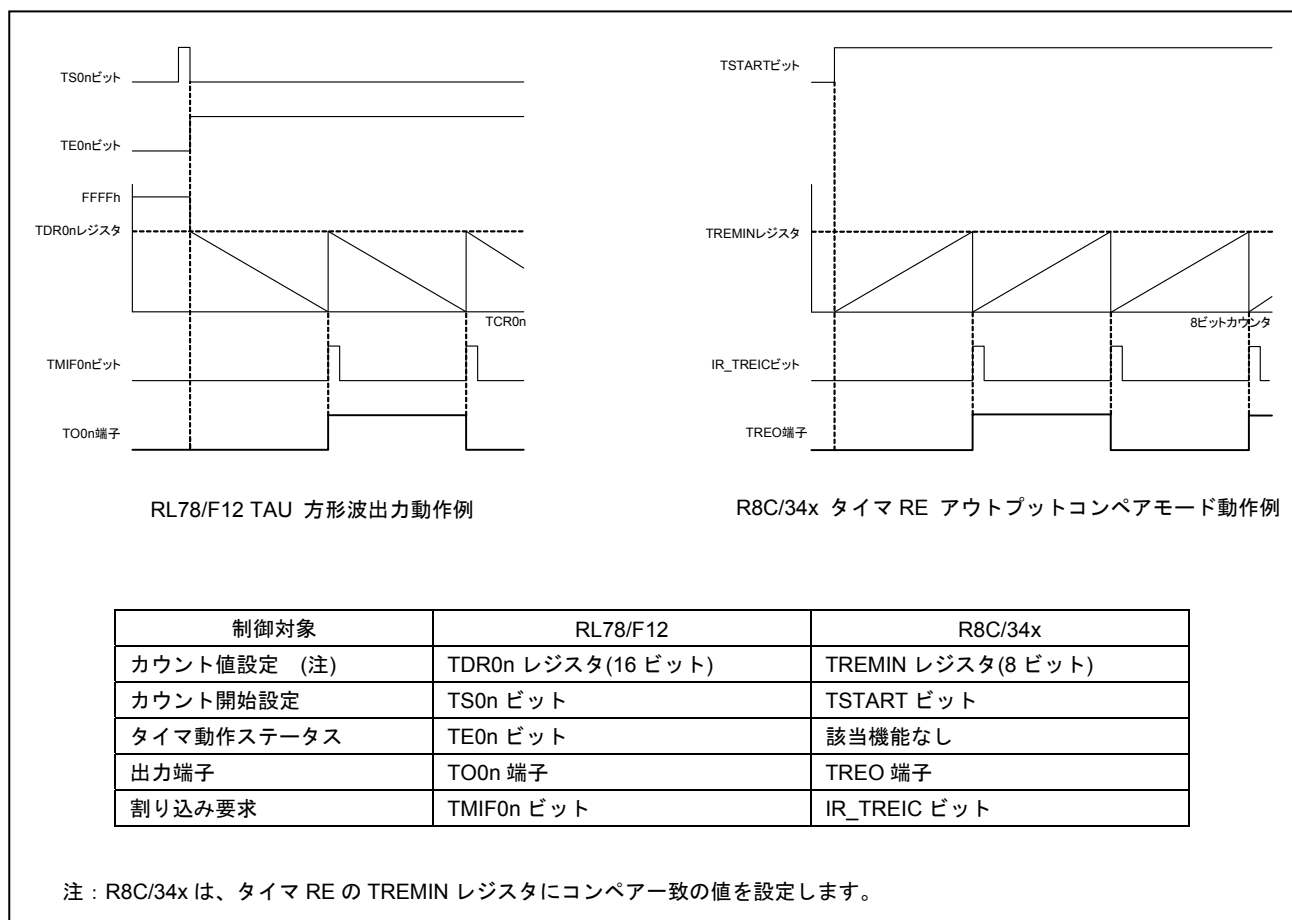 TS0nビット
TE0nビット
FFFFh
TDR0nレジスタ
TCR0n
TMIF0nビット
TO0n端子
RL78/F12 TAU 方形波出力動作例
TSTARTビット
TREMINレジスタ
8ビットカウンタ
IR_TREICビット
TREO端子
R8C/34x タイマ RE アウトプットコンペアモード動作例
制御対象 RL78/F12 R8C/34x
カウント値設定 (注) TDR0n レジスタ(16 ビット) TREMIN レジスタ(8 ビット)
カウント開始設定 TS0n ビット TSTART ビット
タイマ動作ステータス TE0n ビット 該当機能なし
出力端子 TO0n 端子 TREO 端子
割り込み要求 TMIF0n ビット IR_TREIC ビット
注：R8C/34x は、タイマ RE の TREMIN レジスタにコンペア一致の値を設定します。